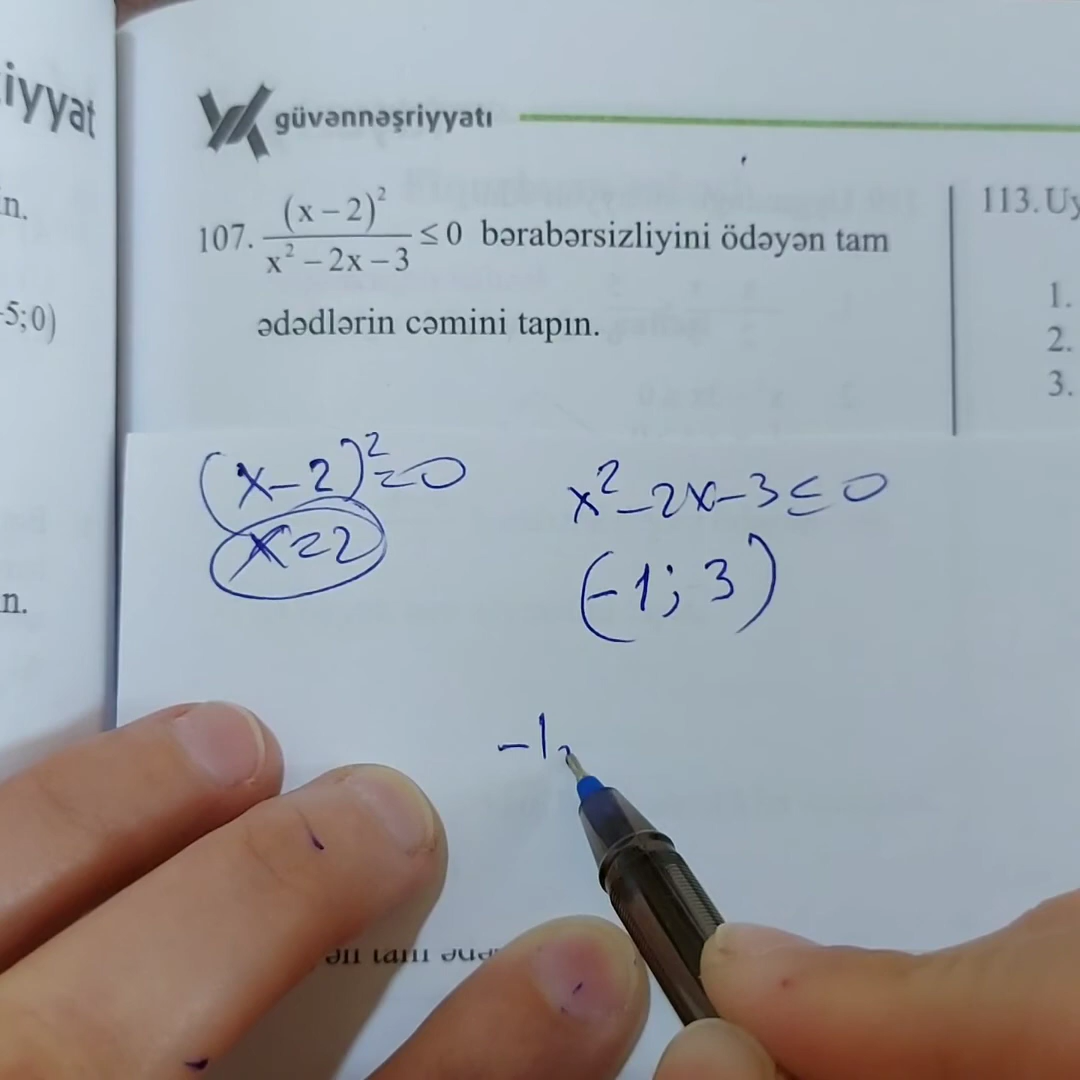 iyyat
güvənnəşriyyatı
in.
-5;0)
n.
107. (x-2)²/(x²-2x-3) ≤ 0 bərabərsizliyini ödəyən tam
ədədlərin cəmini tapın.
113. Uy
1.
2.
3.
(x-2)²=0
x=2
x²-2x-3≤0
(-1; 3)
-1,